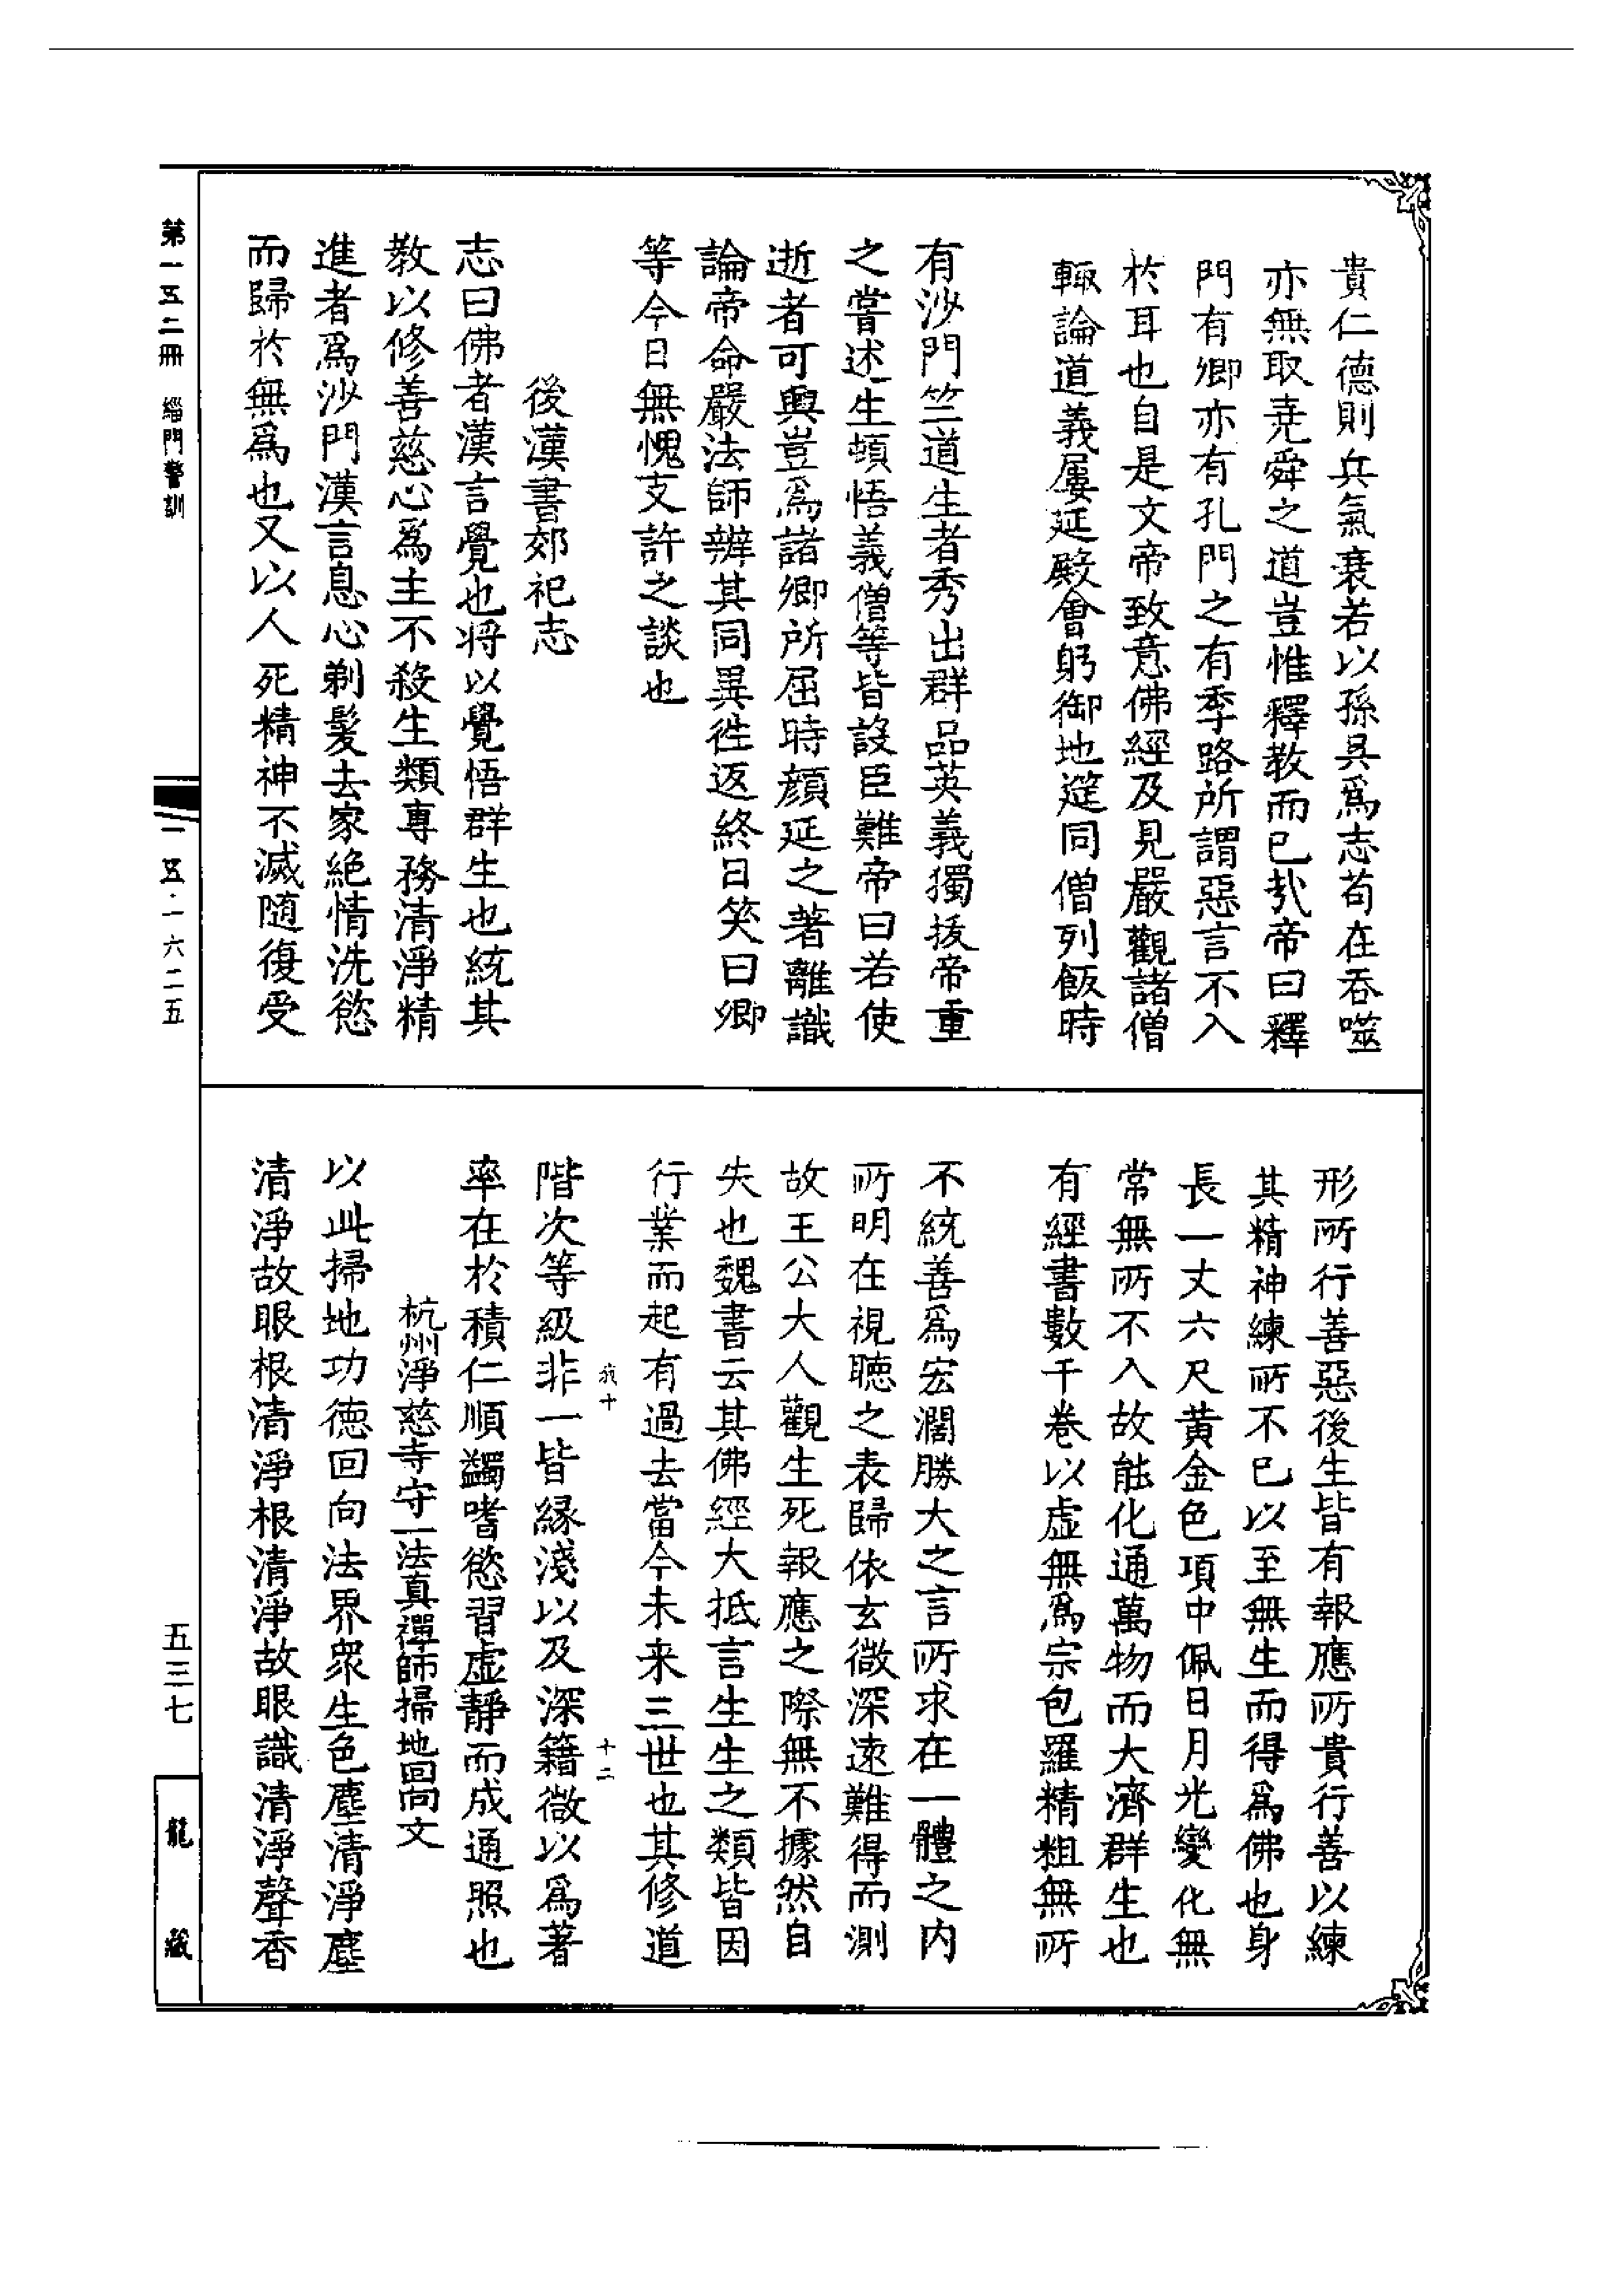 貴仁德則兵氣衰若以孫吳爲志苟在吞噬
亦無取堯舜之道豈惟釋教而已㢤帝曰釋
門有卿亦有孔門之有季路所謂惡言不入
於耳也自是文帝致意佛經及見嚴觀諸僧
輙論道義屢延殿會躬御地筵同僧列飯時
有沙門竺道生者秀出群品英義獨拔帝重
之嘗述生頓悟義僧等皆設巨難帝曰若使
逝者可興豈爲諸卿所屈時顔延之著離識
論帝命嚴法師辨其同異徃返終日笑曰卿
等今日無愧支許之談也
後漢書郊祀志
志曰佛者漢言覺也将以覺悟群生也統其
教以修善慈心爲主不殺生類專務清淨精
進者爲沙門漢言息心剃髮去家絕情洗慾
而歸於無爲也又以人死精神不滅随復受
形所行善惡後生皆有報應所貴行善以練
其精神練所不已以至無生而得爲佛也身
長一丈六尺黄金色項中佩日月光變化無
常無所不入故能化通萬物而大濟群生也
有經書數千卷以虛無爲宗包羅精粗無所
不統善爲宏濶勝大之言所求在一體之内
所明在視聽之表歸依玄微深遠難得而測
故王公大人觀生死報應之際無不據然自
失也魏書云其佛經大抵言生生之類皆因
行業而起有過去當今未来三世也其修道
階次等級非一皆緣淺以及深籍微以爲著
率在於積仁順蠲嗜慾習虛靜而成通照也
杭州淨慈寺守一法真禪師掃地回向文
以此掃地功德回向法界衆生色塵清淨塵
清淨故眼根清淨根清淨故眼識清淨聲香
十二
第一五二冊 緇門警訓
一五·一六二五
五三七
龍藏